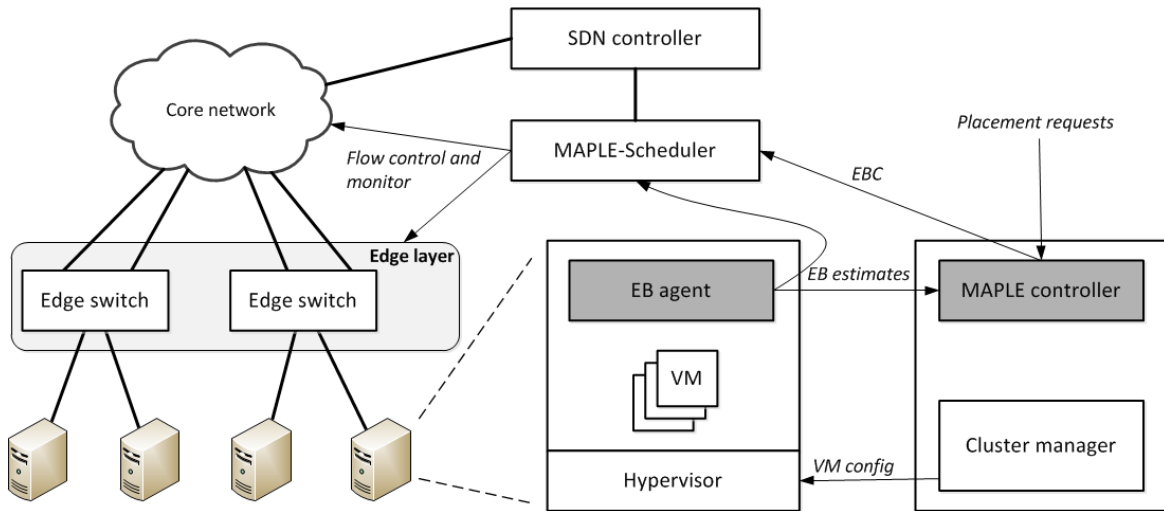 SDN controller
Core network
MAPLE-Scheduler
Placement requests
Flow control and
monitor
EBC
Edge layer
Edge switch
Edge switch
EB agent
EB estimates
MAPLE controller
VM
Cluster manager
VM config
Hypervisor